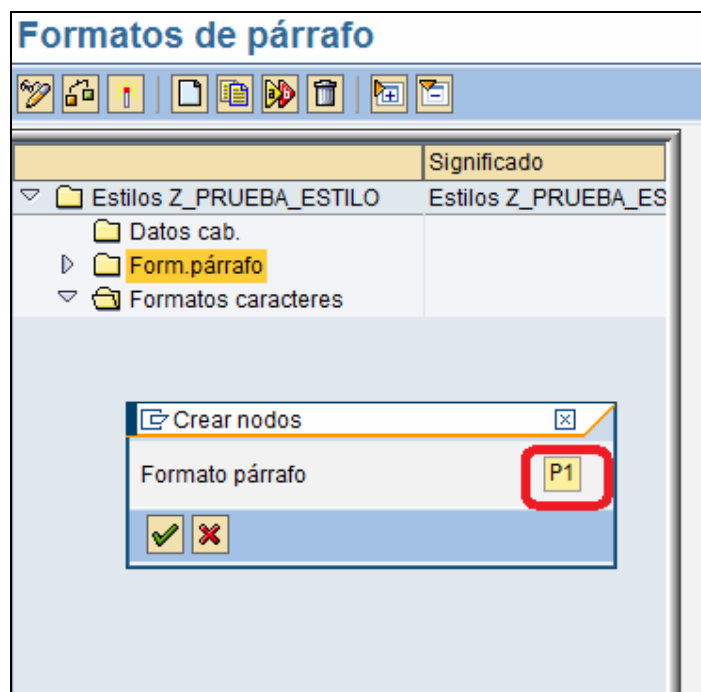 Formatos de párrafo
Significado
Estilos Z_PRUEBA_ESTILO Estilos Z_PRUEBA_ES
Datos cab.
Form.párrafo
Formatos caracteres
Crear nodos
Formato párrafo P1